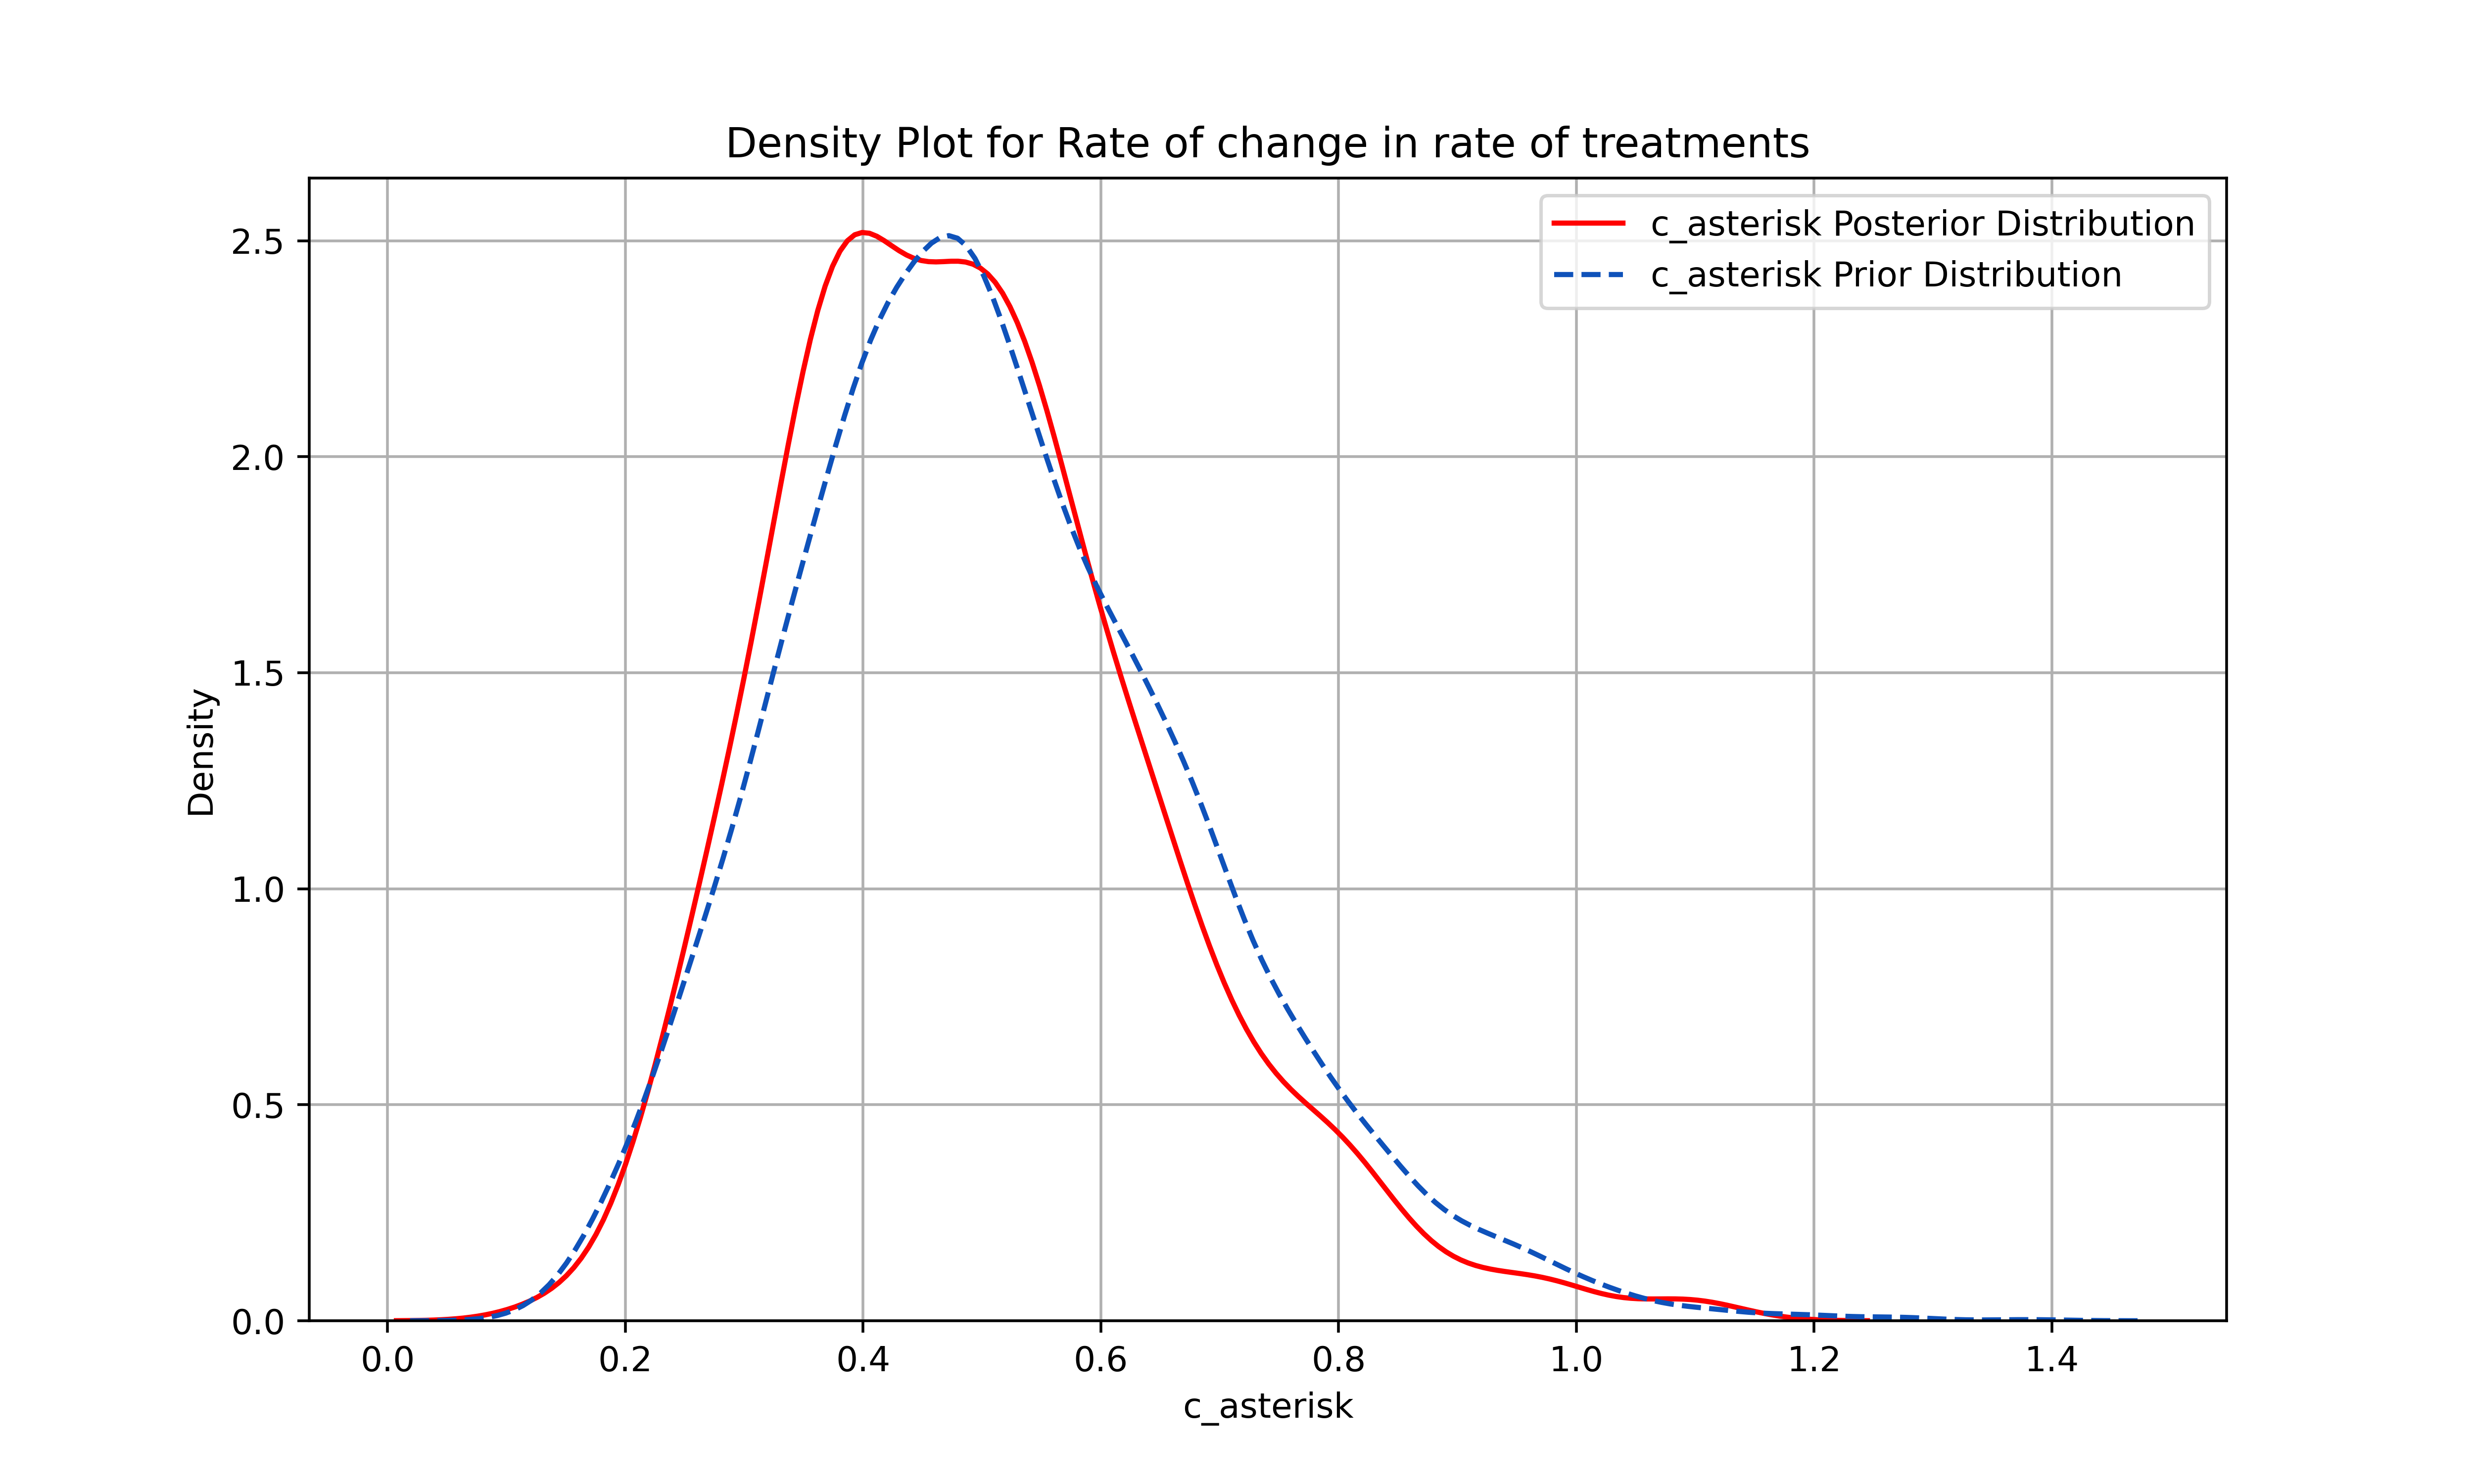 Density Plot for Rate of change in rate of treatments
c_asterisk Posterior Distribution
c_asterisk Prior Distribution
2.5
2.0
1.5
1.0
0.5
0.0
Density
0.0 0.2 0.4 0.6 0.8 1.0 1.2 1.4
c_asterisk